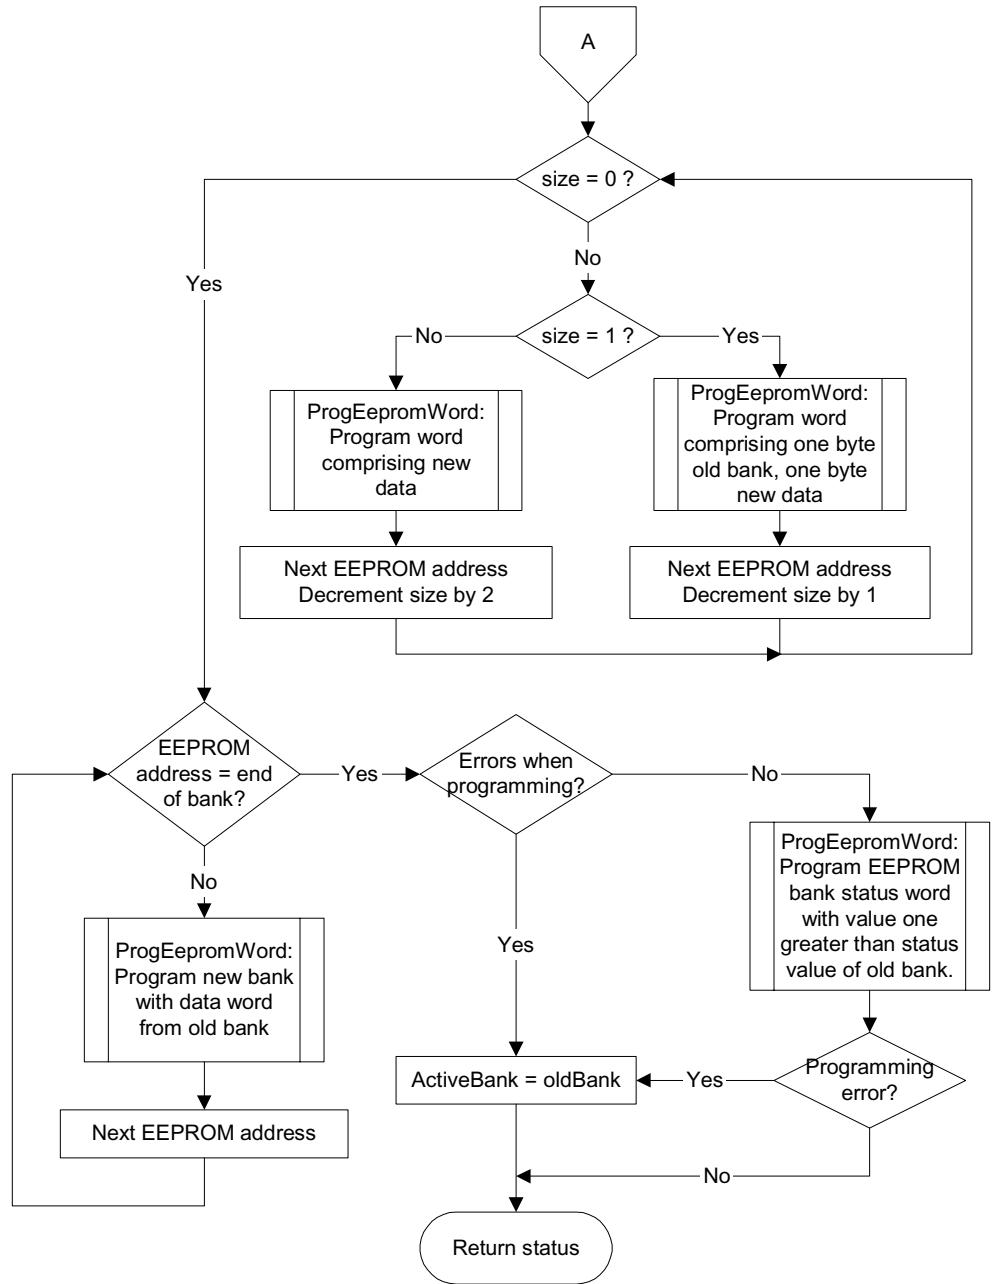 A
size = 0 ?
No
Yes
size = 1 ?
No
Yes
ProgEepromWord:
Program word
comprising new
data
ProgEepromWord:
Program word
comprising one byte
old bank, one byte
new data
Next EEPROM address
Decrement size by 2
Next EEPROM address
Decrement size by 1
EEPROM
address = end
of bank?
Yes
Errors when
programming?
No
No
ProgEepromWord:
Program EEPROM
bank status word
with value one
greater than status
value of old bank.
ProgEepromWord:
Program new bank
with data word
from old bank
Yes
ActiveBank = oldBank
Yes
Programming
error?
Next EEPROM address
No
Return status